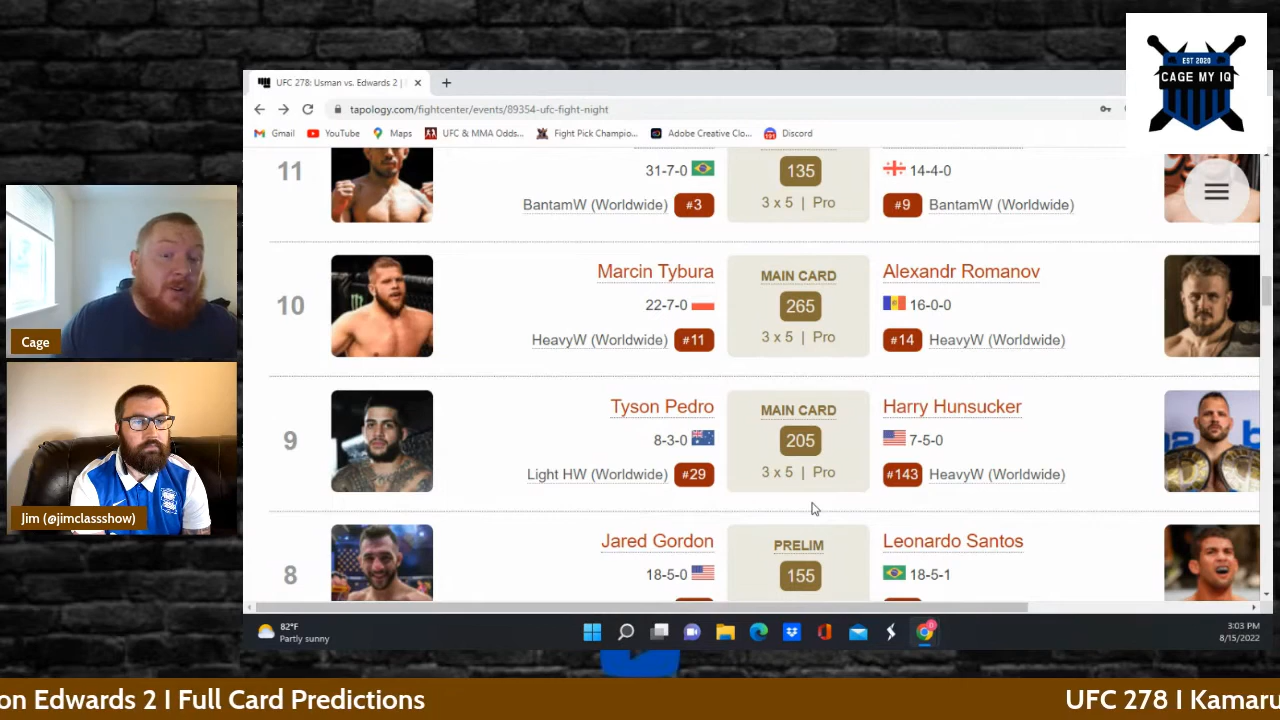 EST 2020
CAGE MY IQ
UFC 278: Usman vs. Edwards 2 |
tapology.com/fightcenter/events/89354-ufc-fight-night
Gmail
YouTube
Maps
UFC & MMA Odds...
Fight Pick Champio...
Adobe Creative Clo...
Discord
11
31-7-0
135
14-4-0
BantamW (Worldwide)
#3
3 x 5 | Pro
#9
BantamW (Worldwide)
10
Marcin Tybura
MAIN CARD
Alexandr Romanov
22-7-0
265
16-0-0
HeavyW (Worldwide)
#11
3 x 5 | Pro
#14
HeavyW (Worldwide)
9
Tyson Pedro
MAIN CARD
Harry Hunsucker
8-3-0
205
7-5-0
Light HW (Worldwide)
#29
3 x 5 | Pro
#143
HeavyW (Worldwide)
8
Jared Gordon
PRELIM
Leonardo Santos
18-5-0
155
18-5-1
Cage
Jim (@jimclassshow)
82°F
Partly sunny
3:03 PM
8/15/2022
on Edwards 2 I Full Card Predictions
UFC 278 I Kamaru